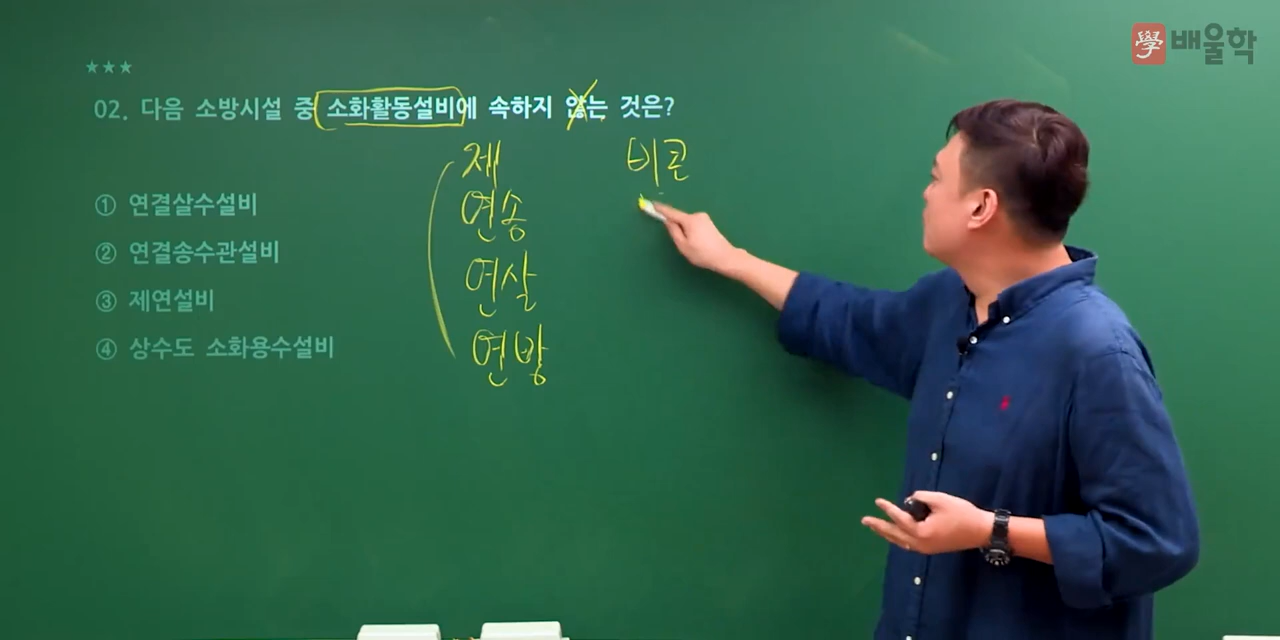 學 배울학
★★★
02. 다음 소방시설 중 소화활동설비에 속하지 않는 것은?
① 연결살수설비
② 연결송수관설비
③ 제연설비
④ 상수도 소화용수설비
제
연송
연살
연방
비콘